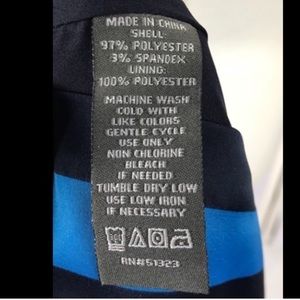 MADE IN CHINA
SHELL:
97% POLYESTER
3% SPANDEX
LINING:
100% POLYESTER
MACHINE WASH
COLD WITH
LIKE COLORS
GENTLE CYCLE
USE ONLY
NON CHLORINE
BLEACH
IF NEEDED
TUMBLE DRY LOW
USE LOW IRON
IF NECESSARY
RN#51323